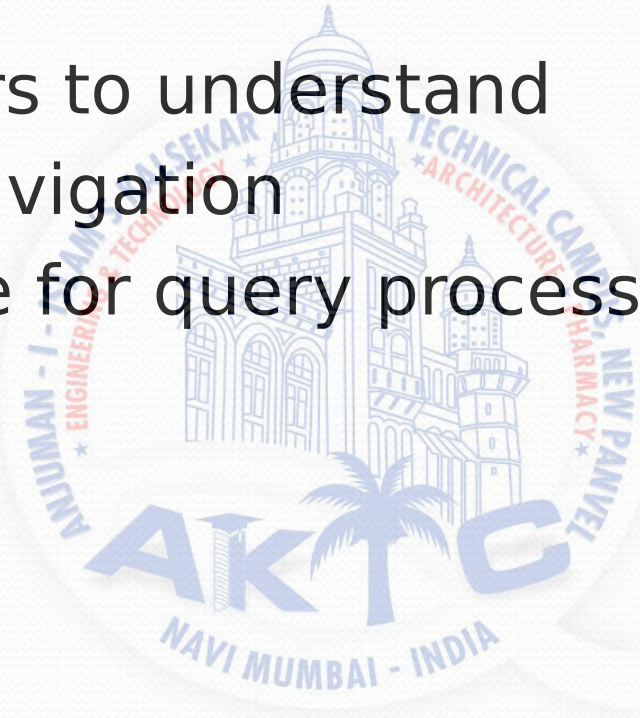 rs to understand
vigation
e for query process
ANJUMAN - I - ISLAM KALSEKAR TECHNICAL CAMPUS, NEW PANVEL
★ ENGINEERING & TECHNOLOGY ★ ★ ARCHITECTURE PHARMACY ★
AKTC
NAVI MUMBAI - INDIA